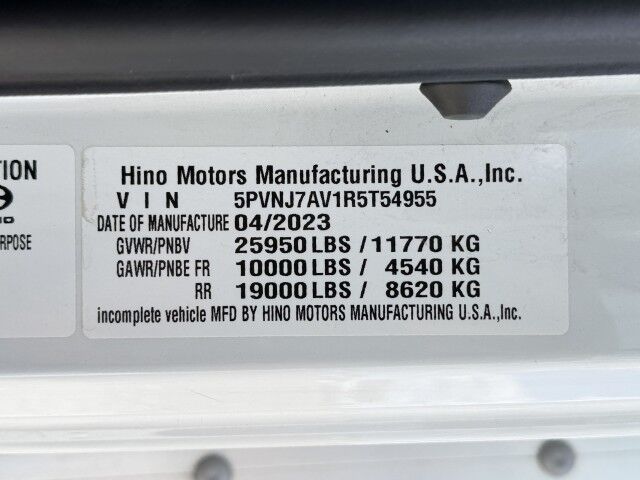 TION
RPOSE
Hino Motors Manufacturing U.S.A.,Inc.
VIN 5PVNJ7AV1R5T54955
DATE OF MANUFACTURE 04/2023
GVWR/PNBV 25950 LBS / 11770 KG
GAWR/PNBE FR 10000 LBS / 4540 KG
RR 19000 LBS / 8620 KG
incomplete vehicle MFD BY HINO MOTORS MANUFACTURING U.S.A.,Inc.